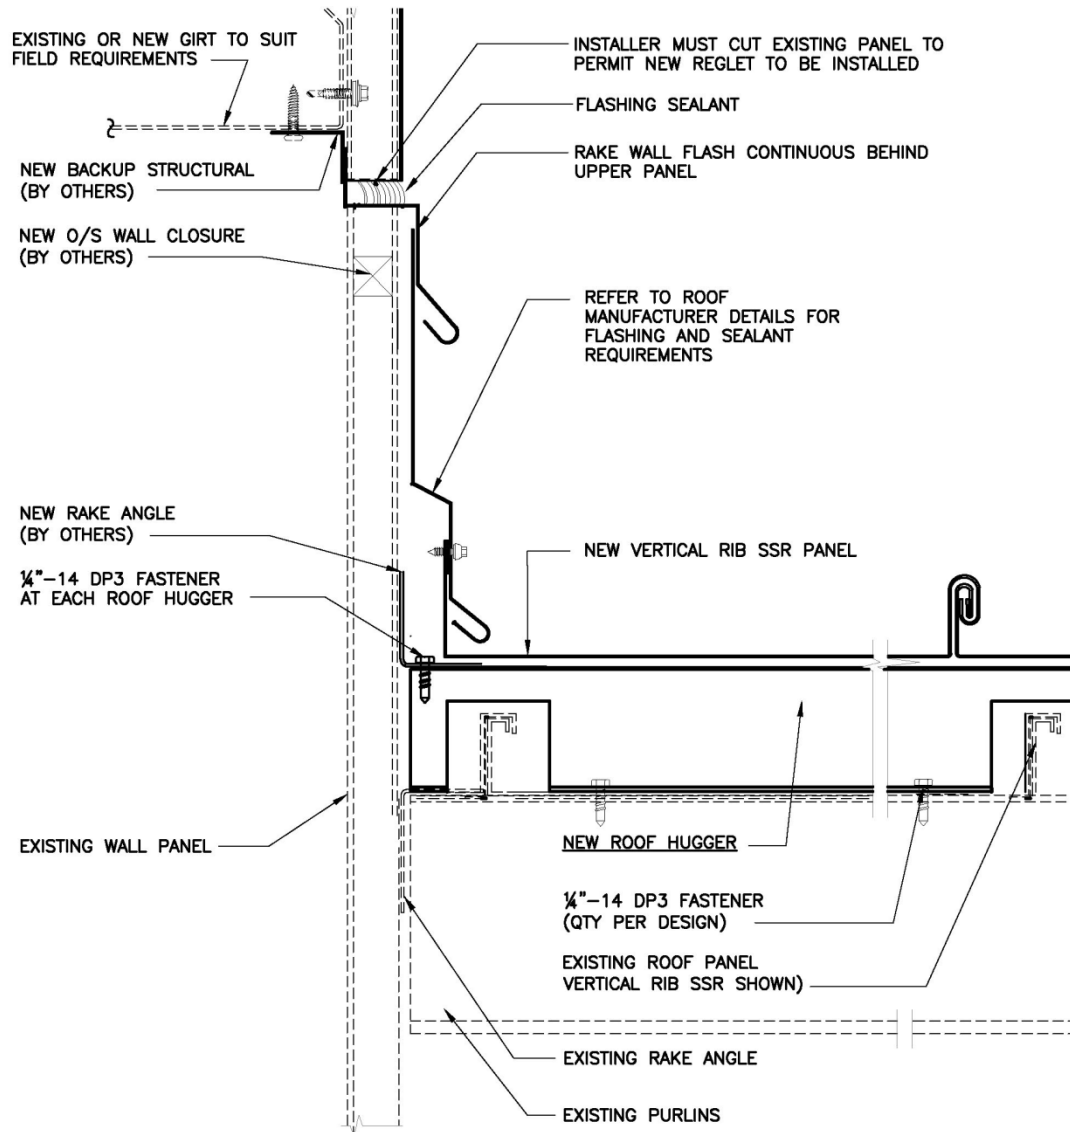 EXISTING OR NEW GIRT TO SUIT
FIELD REQUIREMENTS
NEW BACKUP STRUCTURAL
(BY OTHERS)
NEW O/S WALL CLOSURE
(BY OTHERS)
NEW RAKE ANGLE
(BY OTHERS)
¼"-14 DP3 FASTENER
AT EACH ROOF HUGGER
EXISTING WALL PANEL
INSTALLER MUST CUT EXISTING PANEL TO
PERMIT NEW REGLET TO BE INSTALLED
FLASHING SEALANT
RAKE WALL FLASH CONTINUOUS BEHIND
UPPER PANEL
REFER TO ROOF
MANUFACTURER DETAILS FOR
FLASHING AND SEALANT
REQUIREMENTS
NEW VERTICAL RIB SSR PANEL
NEW ROOF HUGGER
¼"-14 DP3 FASTENER
(QTY PER DESIGN)
EXISTING ROOF PANEL
VERTICAL RIB SSR SHOWN)
EXISTING RAKE ANGLE
EXISTING PURLINS